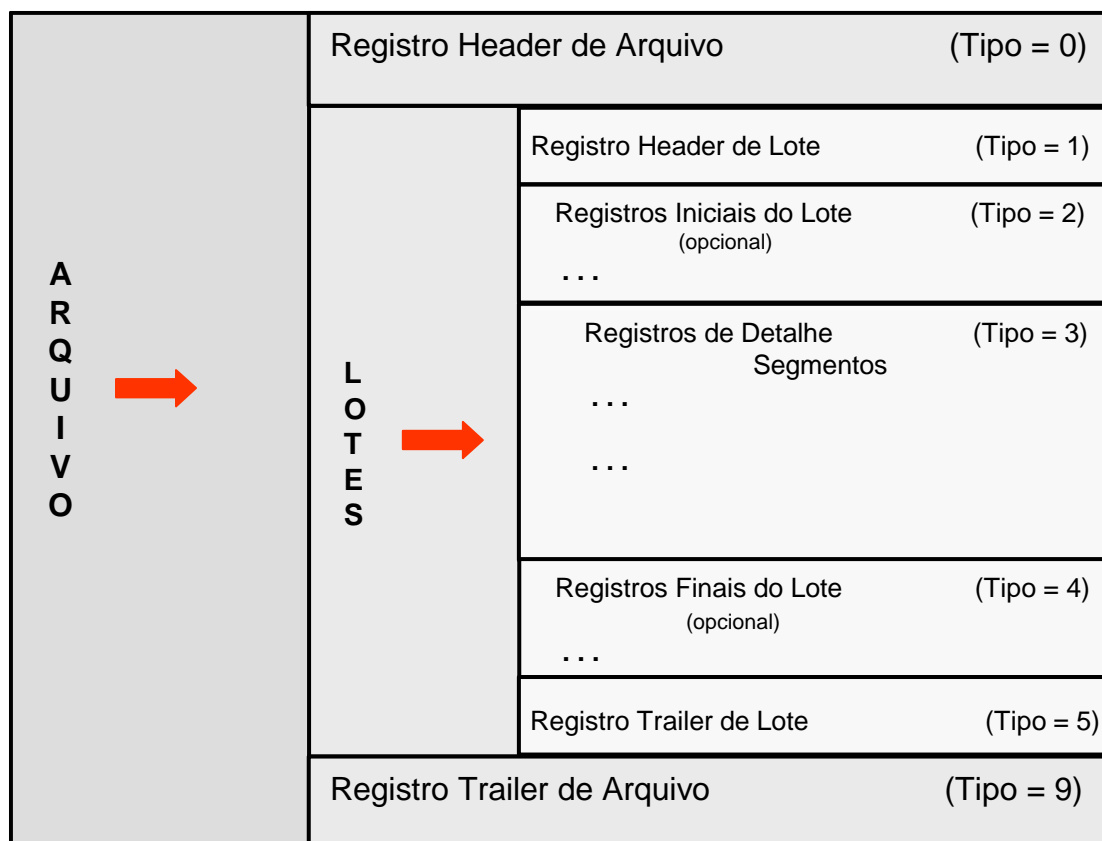 Registro Header de Arquivo (Tipo = 0)
Registro Header de Lote (Tipo = 1)
Registros Iniciais do Lote (Tipo = 2)
(opcional)
...
ARQUIVO
LOTES
Registros de Detalhe (Tipo = 3)
Segmentos
...
...
Registros Finais do Lote (Tipo = 4)
(opcional)
...
Registro Trailer de Lote (Tipo = 5)
Registro Trailer de Arquivo (Tipo = 9)